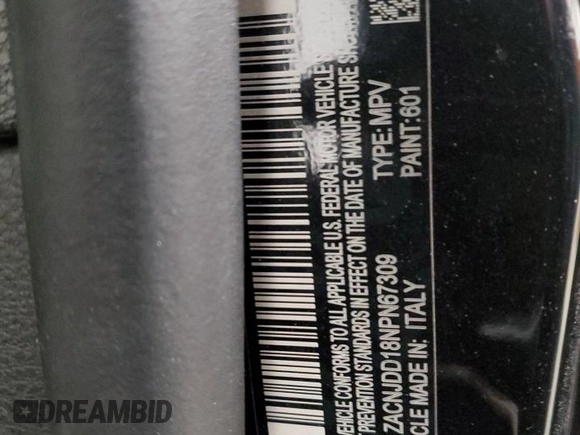 VEHICLE CONFORMS TO ALL APPLICABLE U.S. FEDERAL MOTOR VEHICLE
PREVENTION STANDARDS IN EFFECT ON THE DATE OF MANUFACTURE
ZACNJDD18NPN67309 TYPE: MPV
MADE IN: ITALY PAINT: 601
DREAMBID